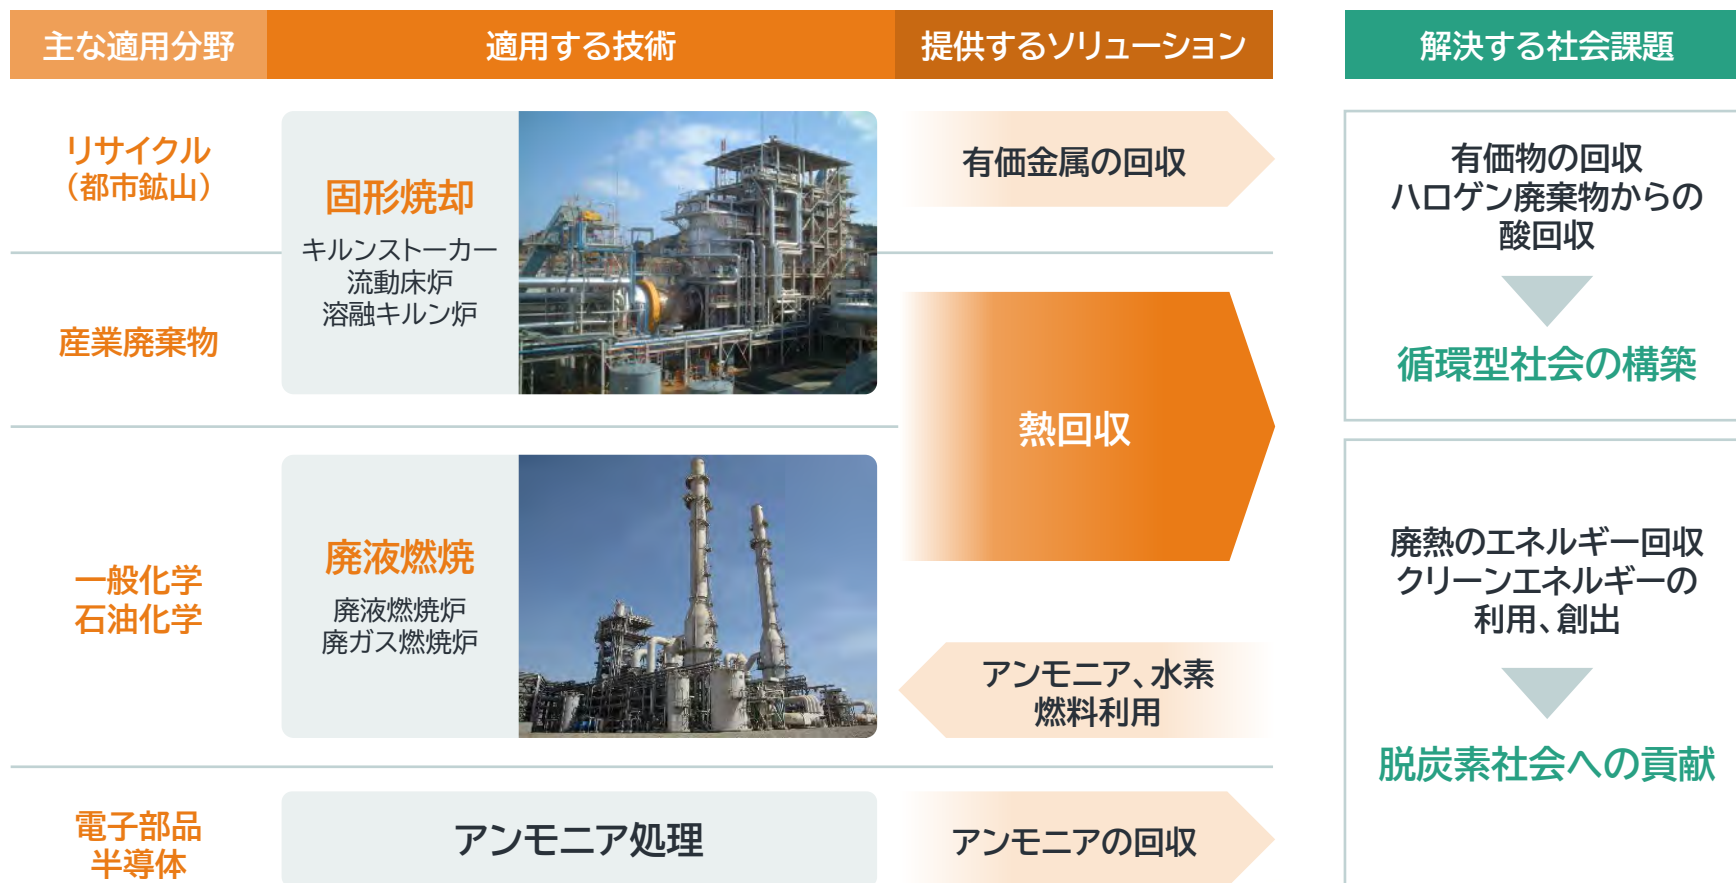 主な適用分野
適用する技術
提供するソリューション
解決する社会課題
リサイクル
（都市鉱山）
産業廃棄物
一般化学
石油化学
電子部品
半導体
固形焼却
キルンストーカー
流動床炉
溶融キルン炉
廃液燃焼
廃液燃焼炉
廃ガス燃焼炉
アンモニア処理
有価金属の回収
熱回収
アンモニア、水素
燃料利用
アンモニアの回収
有価物の回収
ハロゲン廃棄物からの
酸回収
循環型社会の構築
廃熱のエネルギー回収
クリーンエネルギーの
利用、創出
脱炭素社会への貢献